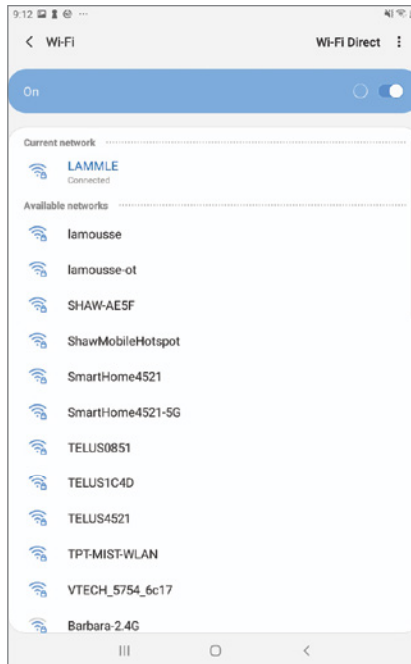 9:12
Wi-Fi
Wi-Fi Direct
On
Current network
LAMMLE
Connected
Available networks
lamousse
lamousse-ot
SHAW-AE5F
ShawMobileHotspot
SmartHome4521
SmartHome4521-5G
TELUS0851
TELUS1C4D
TELUS4521
TPT-MIST-WLAN
VTECH_5754_6c17
Barbara-2.4G